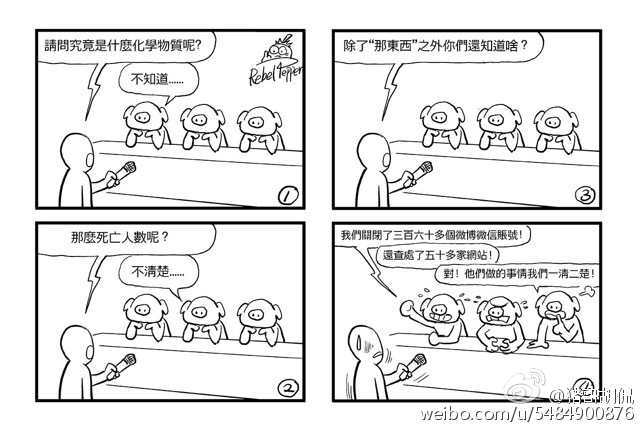 請問究竟是什麼化學物質呢?
不知道......
Rebel Pepper
①
那麼死亡人數呢?
不清楚......
②
除了“那東西”之外你們還知道啥?
③
我們關閉了三百六十多個微博微信賬號!
還查處了五十多家網站!
對!他們做的事情我們一清二楚!
④
weibo.com/u/5484900876